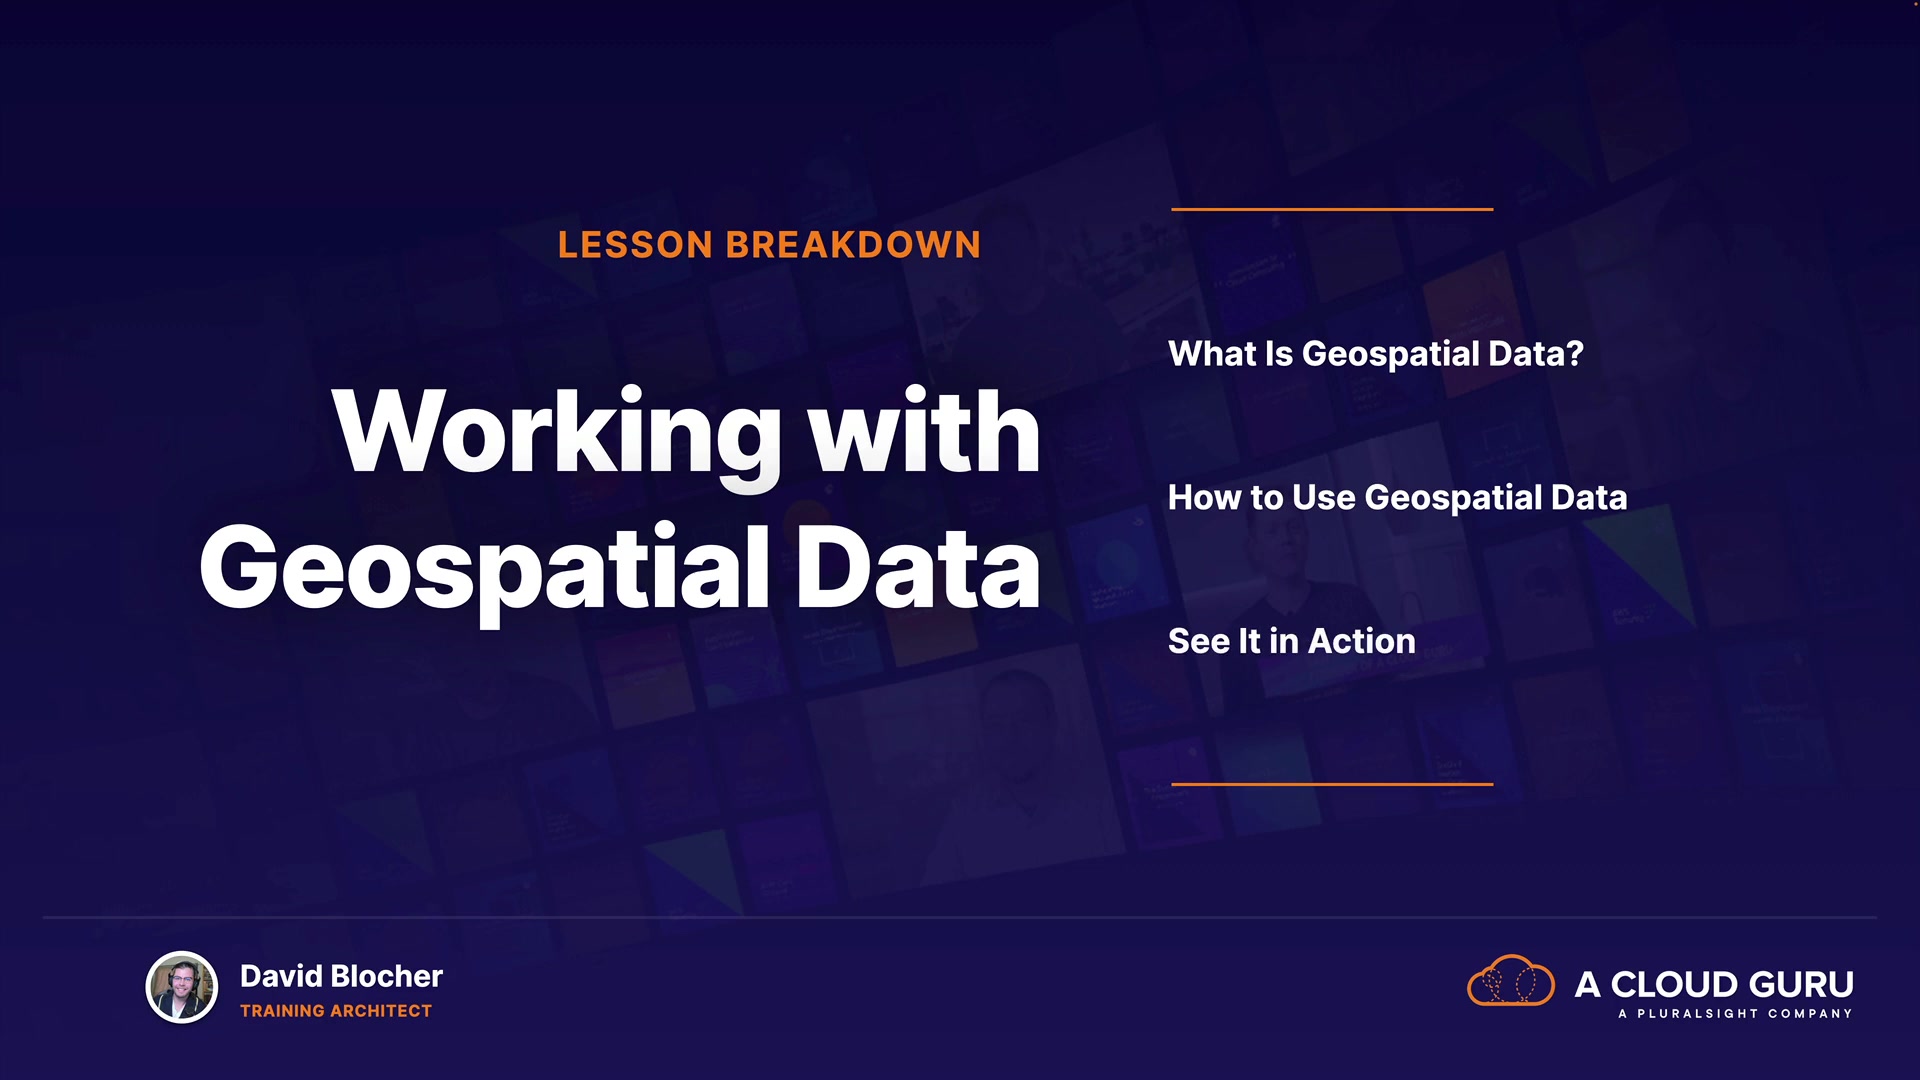 LESSON BREAKDOWN
Working with
Geospatial Data
What Is Geospatial Data?
How to Use Geospatial Data
See It in Action
David Blocher
TRAINING ARCHITECT
A CLOUD GURU
A PLURALSIGHT COMPANY